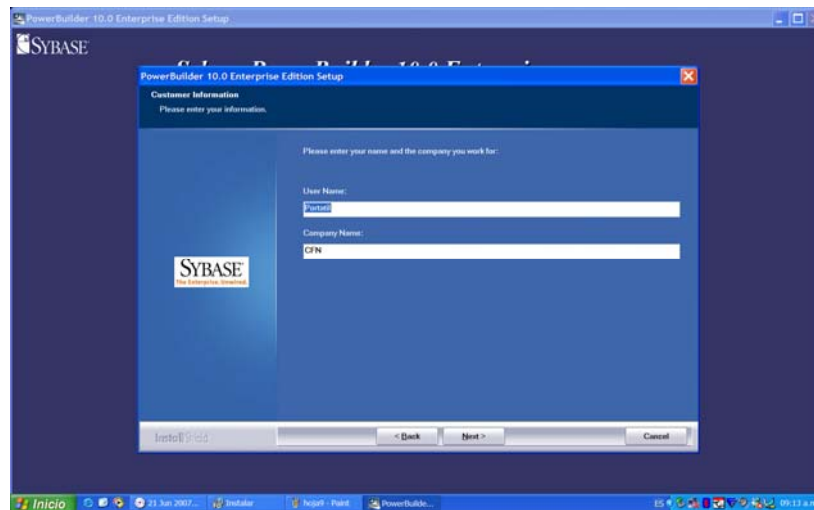 PowerBuilder 10.0 Enterprise Edition Setup
SYBASE
PowerBuilder 10.0 Enterprise Edition Setup
Customer Information
Please enter your information.
Please enter your name and the company you work for:
User Name:
Company Name:
CFN
SYBASE
The Enterprise. Unwired.
InstallShield
< Back
Next >
Cancel
Inicio
21 Jun 2007...
Instalar
hoja9 - Paint
PowerBuilde...
ES
09:13 a.m